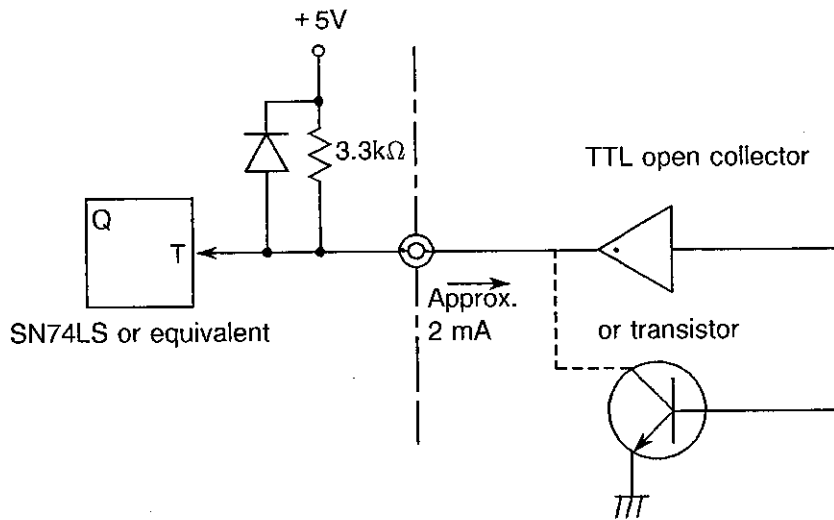 +5V
3.3kΩ
TTL open collector
Q
T
Approx.
2 mA
SN74LS or equivalent
or transistor